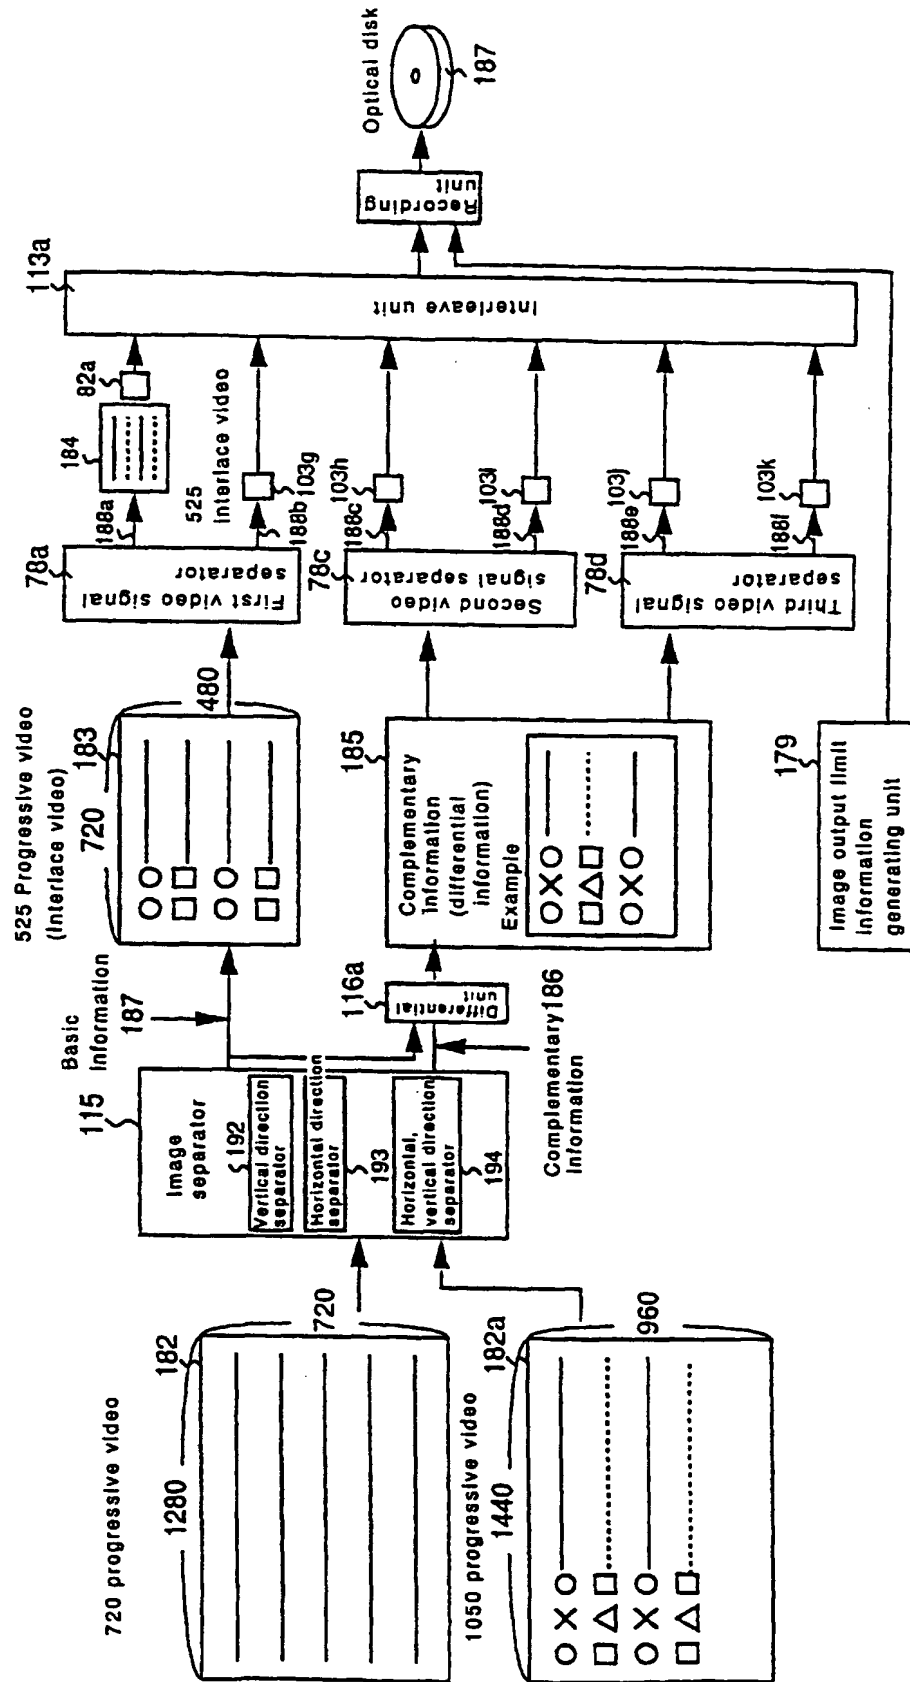 720 progressive video
1280
182
720
1050 progressive video
1440
182a
960
115
Image
separator
192
Vertical direction
separator
Horizontal direction
separator
193
Horizontal,
vertical direction
separator
194
Basic
Information
187
Complementary186
Information
116a
Differential
unit
525 Progressive video
(Interlace video)
720
183
480
185
Complementary
Information
(differential
information)
Example
179
Image output limit
Information
generating unit
78a
First video signal
separator
78c
Second video
signal separator
78d
Third video signal
separator
188a
184
82a
188b
525
Interlace video
103g
188c
103h
188d
103i
188e
103j
188f
103k
113a
Interleave unit
Recording
unit
Optical disk
187